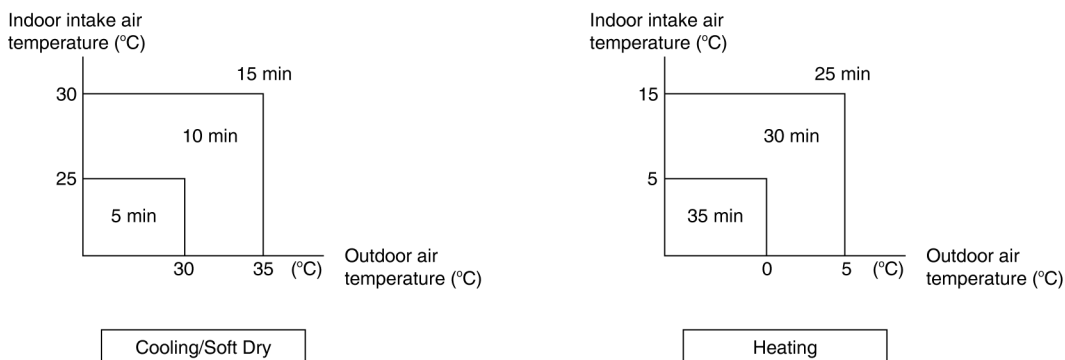 Indoor intake air
temperature (°C)
15 min
30
10 min
25
5 min
30 35 (°C)
Outdoor air
temperature (°C)
Cooling/Soft Dry
Indoor intake air
temperature (°C)
25 min
15
30 min
5
35 min
0 5 (°C)
Outdoor air
temperature (°C)
Heating